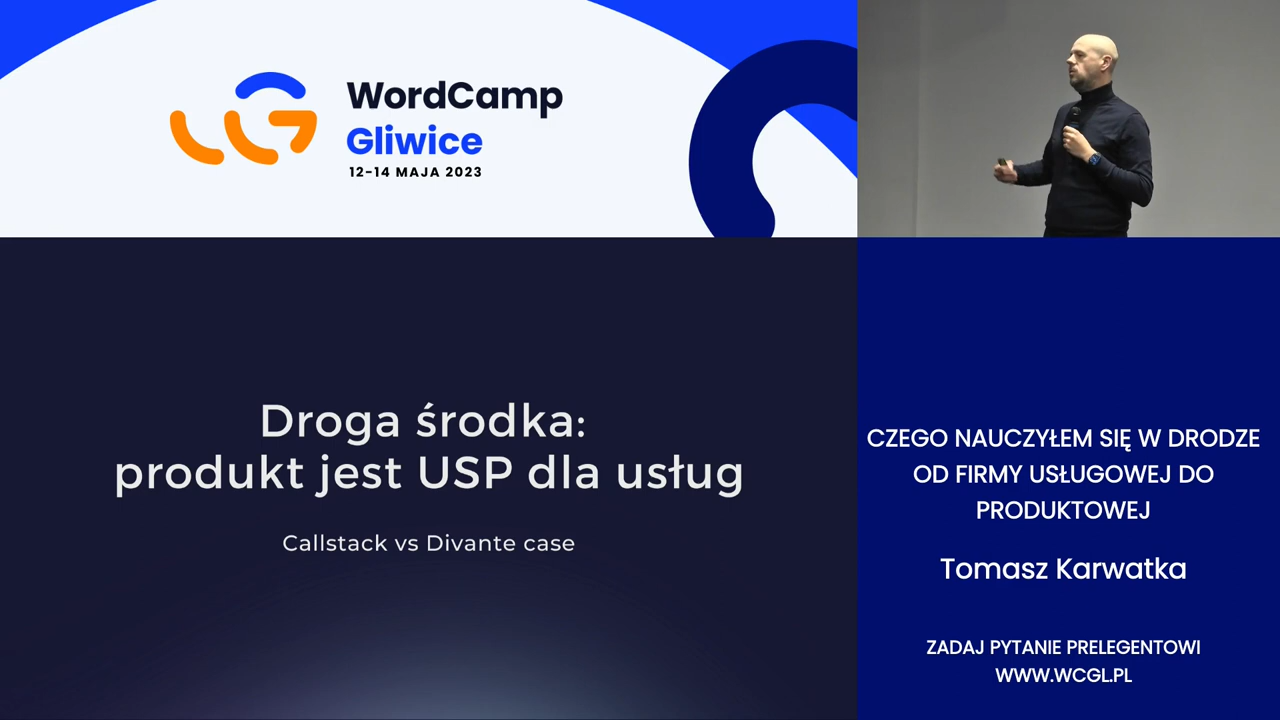 WordCamp
Gliwice
12-14 MAJA 2023
Droga środka:
produkt jest USP dla usług
Callstack vs Divante case
CZEGO NAUCZYŁEM SIĘ W DRODZE
OD FIRMY USŁUGOWEJ DO
PRODUKTOWEJ
Tomasz Karwatka
ZADAJ PYTANIE PRELEGENTOWI
WWW.WCGL.PL